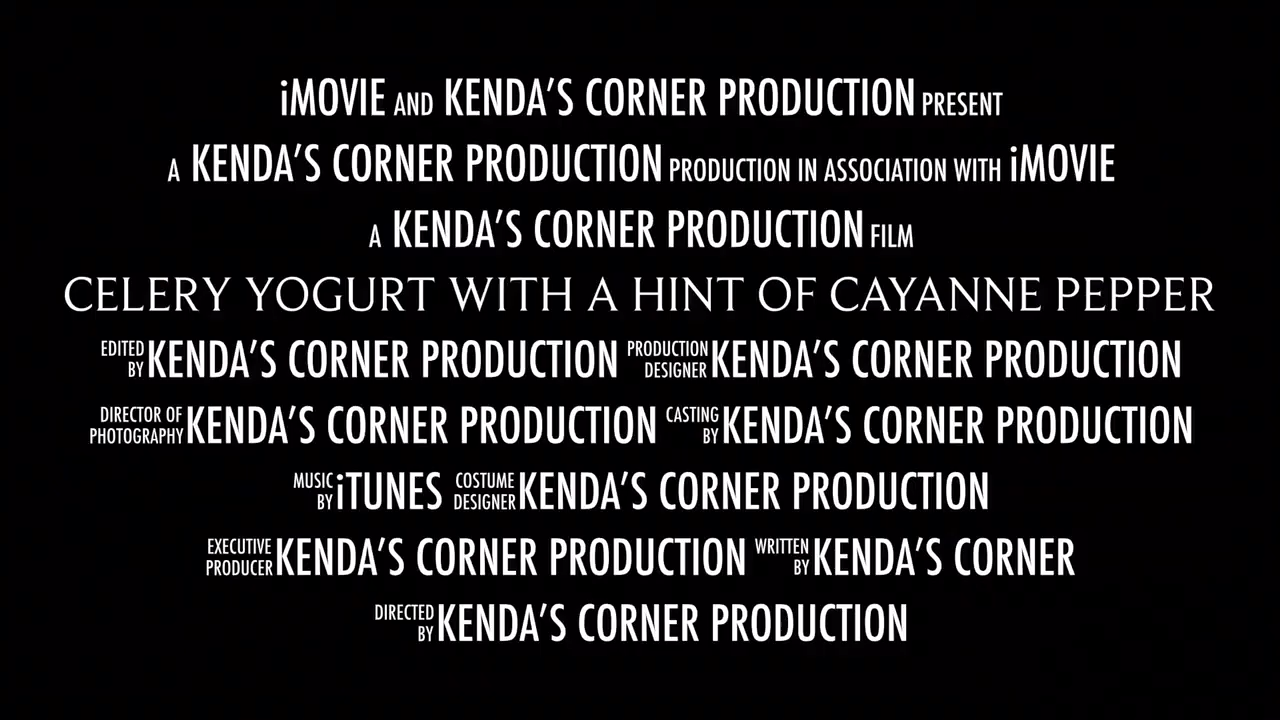 iMOVIE AND KENDA'S CORNER PRODUCTION PRESENT
A KENDA'S CORNER PRODUCTION PRODUCTION IN ASSOCIATION WITH iMOVIE
A KENDA'S CORNER PRODUCTION FILM
CELERY YOGURT WITH A HINT OF CAYANNE PEPPER
EDITED BY KENDA'S CORNER PRODUCTION PRODUCTION DESIGNER KENDA'S CORNER PRODUCTION
DIRECTOR OF PHOTOGRAPHY KENDA'S CORNER PRODUCTION CASTING BY KENDA'S CORNER PRODUCTION
MUSIC BY iTUNES COSTUME DESIGNER KENDA'S CORNER PRODUCTION
EXECUTIVE PRODUCER KENDA'S CORNER PRODUCTION WRITTEN BY KENDA'S CORNER
DIRECTED BY KENDA'S CORNER PRODUCTION